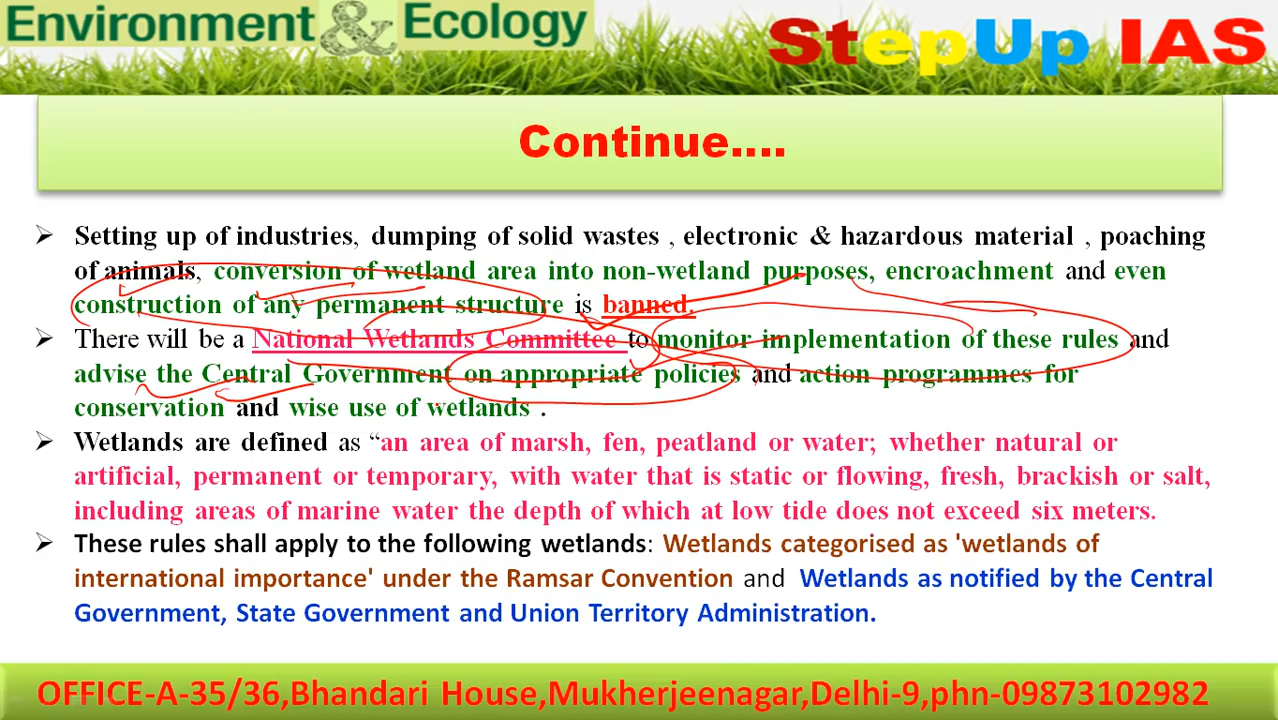 Environment & Ecology
StepUp IAS
Continue....
Setting up of industries, dumping of solid wastes , electronic & hazardous material , poaching
of animals, conversion of wetland area into non-wetland purposes, encroachment and even
construction of any permanent structure is banned.
There will be a National Wetlands Committee to monitor implementation of these rules and
advise the Central Government on appropriate policies and action programmes for
conservation and wise use of wetlands .
Wetlands are defined as “an area of marsh, fen, peatland or water; whether natural or
artificial, permanent or temporary, with water that is static or flowing, fresh, brackish or salt,
including areas of marine water the depth of which at low tide does not exceed six meters.
These rules shall apply to the following wetlands: Wetlands categorised as 'wetlands of
international importance' under the Ramsar Convention and Wetlands as notified by the Central
Government, State Government and Union Territory Administration.
OFFICE-A-35/36,Bhandari House,Mukherjeenagar,Delhi-9,phn-09873102982